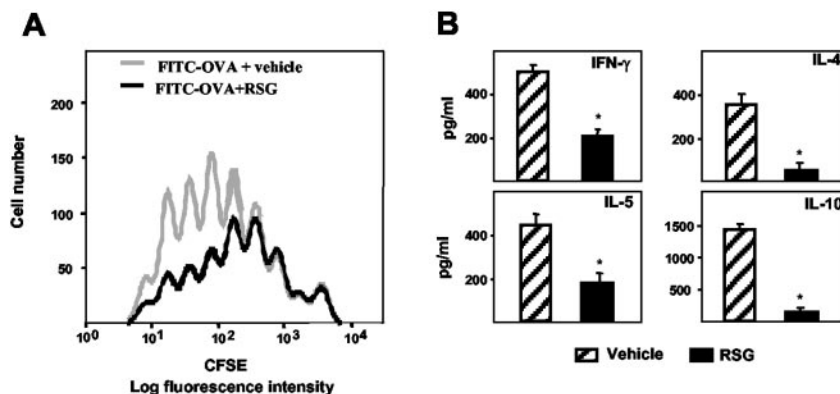 A
FITC-OVA + vehicle
FITC-OVA+RSG
Cell number
200
150
100
50
10⁰ 10¹ 10² 10³ 10⁴
CFSE
Log fluorescence intensity
B
IFN-γ
pg/ml
400
200
*
IL-4
400
200
*
IL-5
pg/ml
400
200
*
IL-10
1500
1000
500
*
Vehicle RSG